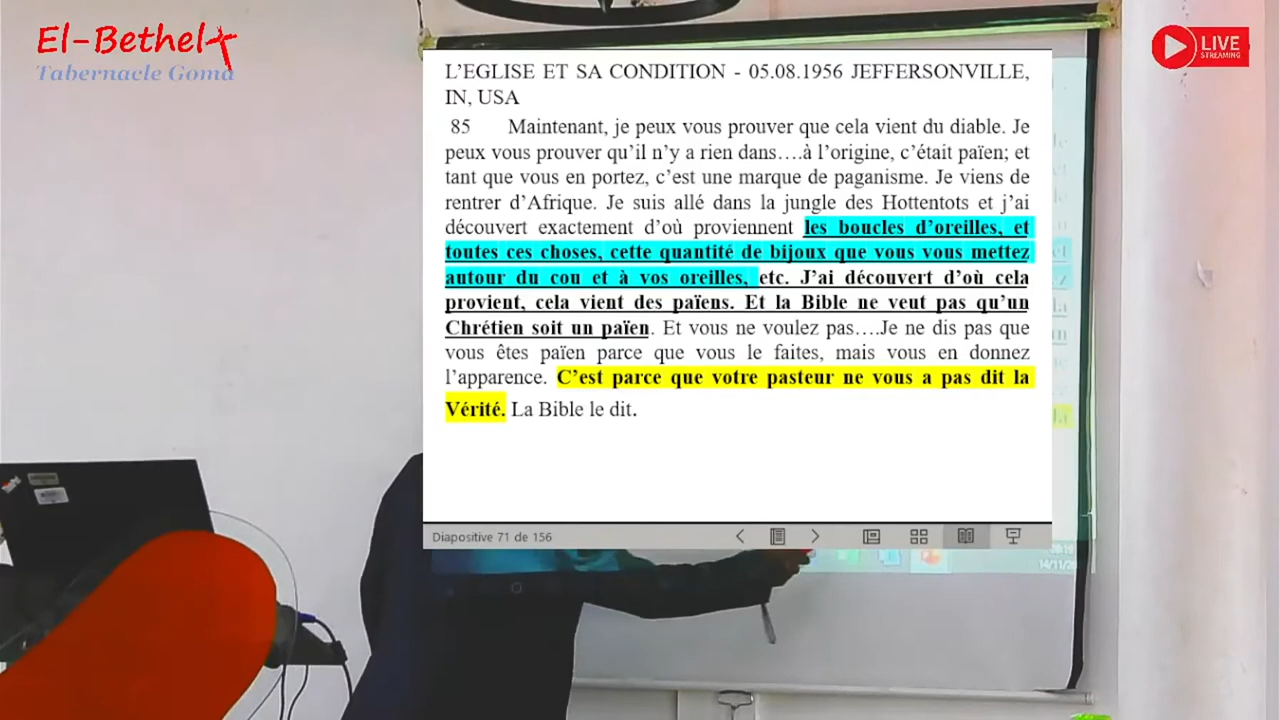 El-Bethel
Tabernacle Goma
LIVE
STREAMING
L’EGLISE ET SA CONDITION - 05.08.1956 JEFFERSONVILLE,
IN, USA
85 Maintenant, je peux vous prouver que cela vient du diable. Je
peux vous prouver qu’il n’y a rien dans….à l’origine, c’était païen; et
tant que vous en portez, c’est une marque de paganisme. Je viens de
rentrer d’Afrique. Je suis allé dans la jungle des Hottentots et j’ai
découvert exactement d’où proviennent les boucles d’oreilles, et
toutes ces choses, cette quantité de bijoux que vous vous mettez
autour du cou et à vos oreilles, etc. J’ai découvert d’où cela
provient, cela vient des païens. Et la Bible ne veut pas qu’un
Chrétien soit un païen. Et vous ne voulez pas….Je ne dis pas que
vous êtes païen parce que vous le faites, mais vous en donnez
l’apparence. C’est parce que votre pasteur ne vous a pas dit la
Vérité. La Bible le dit.
Diapositive 71 de 156